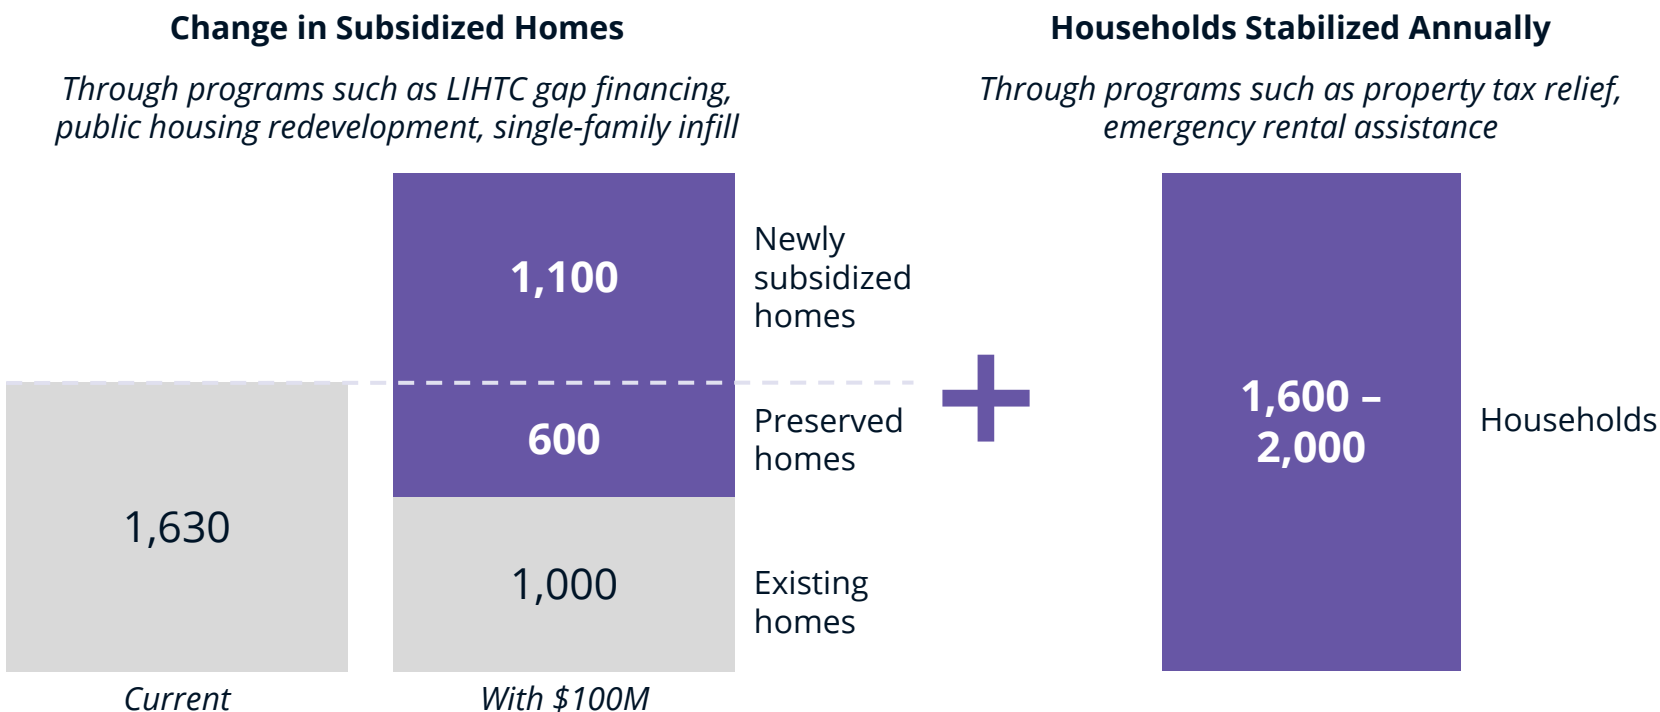 Change in Subsidized Homes
Through programs such as LIHTC gap financing,
public housing redevelopment, single-family infill
1,630
Current
1,100
600
1,000
With $100M
Newly
subsidized
homes
Preserved
homes
Existing
homes
Households Stabilized Annually
Through programs such as property tax relief,
emergency rental assistance
1,600 –
2,000
Households